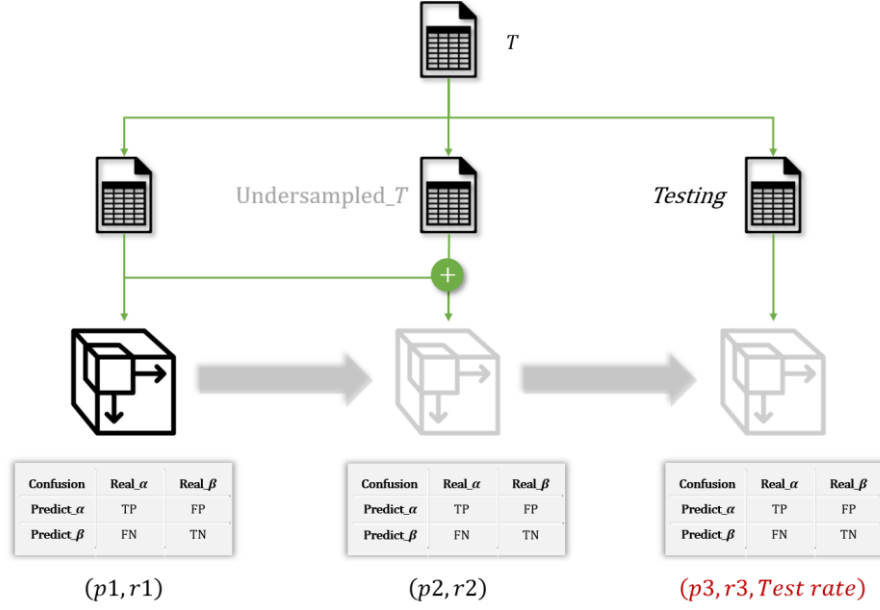 T
Undersampled_T
Testing
+
Confusion Real_α Real_β
Predict_α TP FP
Predict_β FN TN
Confusion Real_α Real_β
Predict_α TP FP
Predict_β FN TN
Confusion Real_α Real_β
Predict_α TP FP
Predict_β FN TN
(p1, r1)
(p2, r2)
(p3, r3, Test rate)